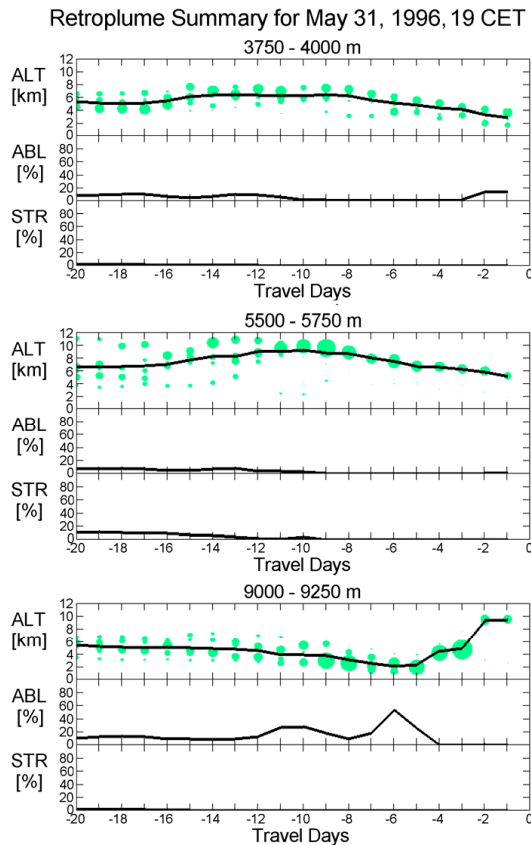 Retroplume Summary for May 31, 1996, 19 CET
3750 - 4000 m
ALT
[km]
12
10
8
6
4
2
0
ABL
[%]
80
60
40
20
0
STR
[%]
80
60
40
20
0
-20 -18 -16 -14 -12 -10 -8 -6 -4 -2 0
Travel Days
5500 - 5750 m
ALT
[km]
12
10
8
6
4
2
0
ABL
[%]
80
60
40
20
0
STR
[%]
80
60
40
20
0
-20 -18 -16 -14 -12 -10 -8 -6 -4 -2 0
Travel Days
9000 - 9250 m
ALT
[km]
12
10
8
6
4
2
0
ABL
[%]
80
60
40
20
0
STR
[%]
80
60
40
20
0
-20 -18 -16 -14 -12 -10 -8 -6 -4 -2 0
Travel Days